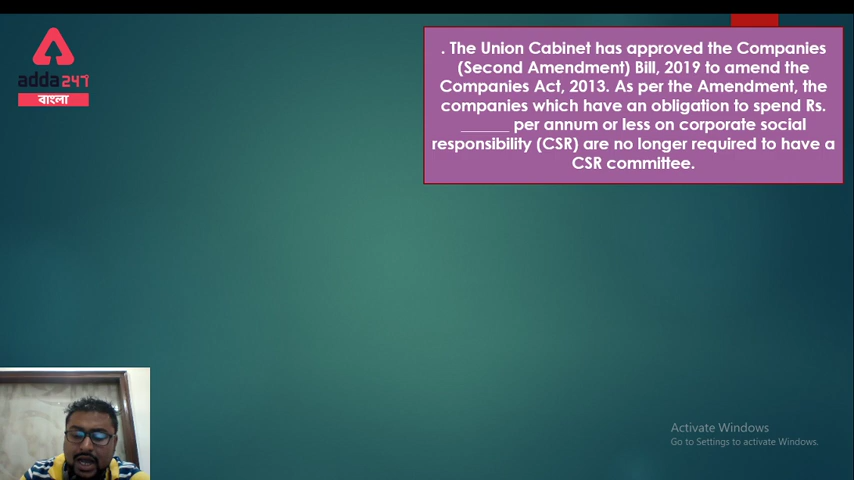 adda247
বাংলা
. The Union Cabinet has approved the Companies
(Second Amendment) Bill, 2019 to amend the
Companies Act, 2013. As per the Amendment, the
companies which have an obligation to spend Rs.
______ per annum or less on corporate social
responsibility (CSR) are no longer required to have a
CSR committee.
Activate Windows
Go to Settings to activate Windows.